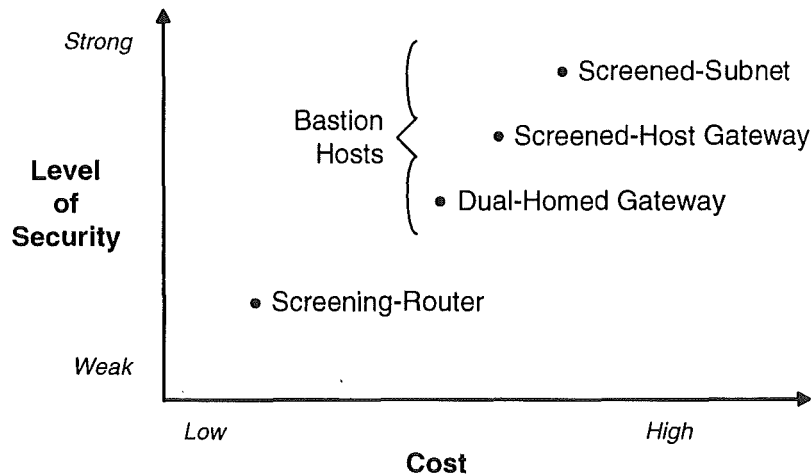 Strong
Screened-Subnet
Bastion
Hosts
Screened-Host Gateway
Level
of
Security
Dual-Homed Gateway
Screening-Router
Weak
Low
High
Cost